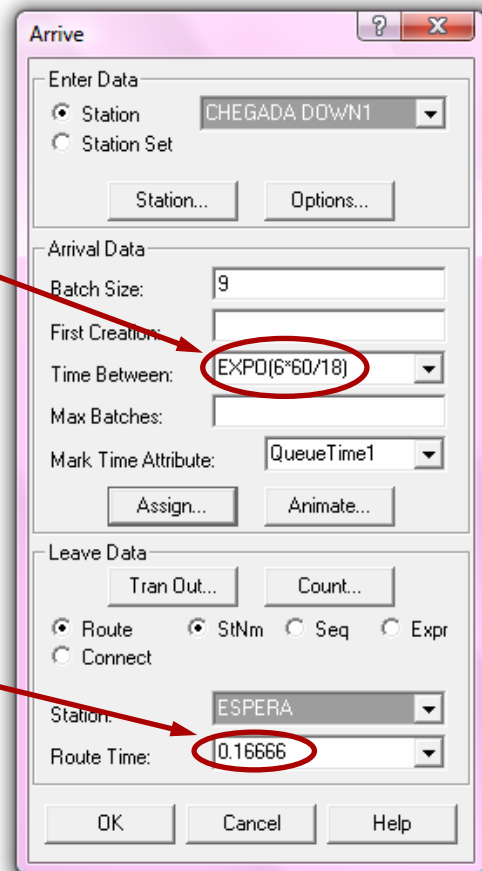 Arrive ?
Enter Data
Station CHEGADA DOWN1
Station Set
Station... Options...
Arrival Data
Batch Size: 9
First Creation:
Time Between: EXPO(6*60/18)
Max Batches:
Mark Time Attribute: QueueTime1
Assign... Animate...
Leave Data
Tran Out... Count...
Route StNm Seq Expr
Connect
Station: ESPERA
Route Time: 0.16666
OK Cancel Help